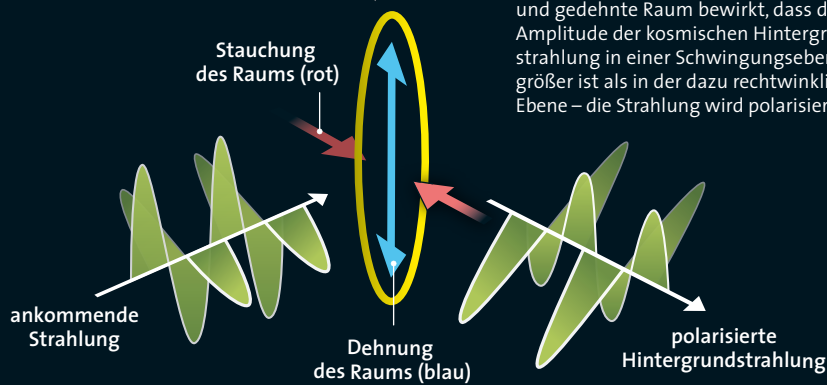 und gedehnte Raum bewirkt, dass d
Amplitude der kosmischen Hintergr
strahlung in einer Schwingungseben
größer ist als in der dazu rechtwinkli
Ebene – die Strahlung wird polarisier
Stauchung
des Raums (rot)
ankommende
Strahlung
Dehnung
des Raums (blau)
polarisierte
Hintergrundstrahlung